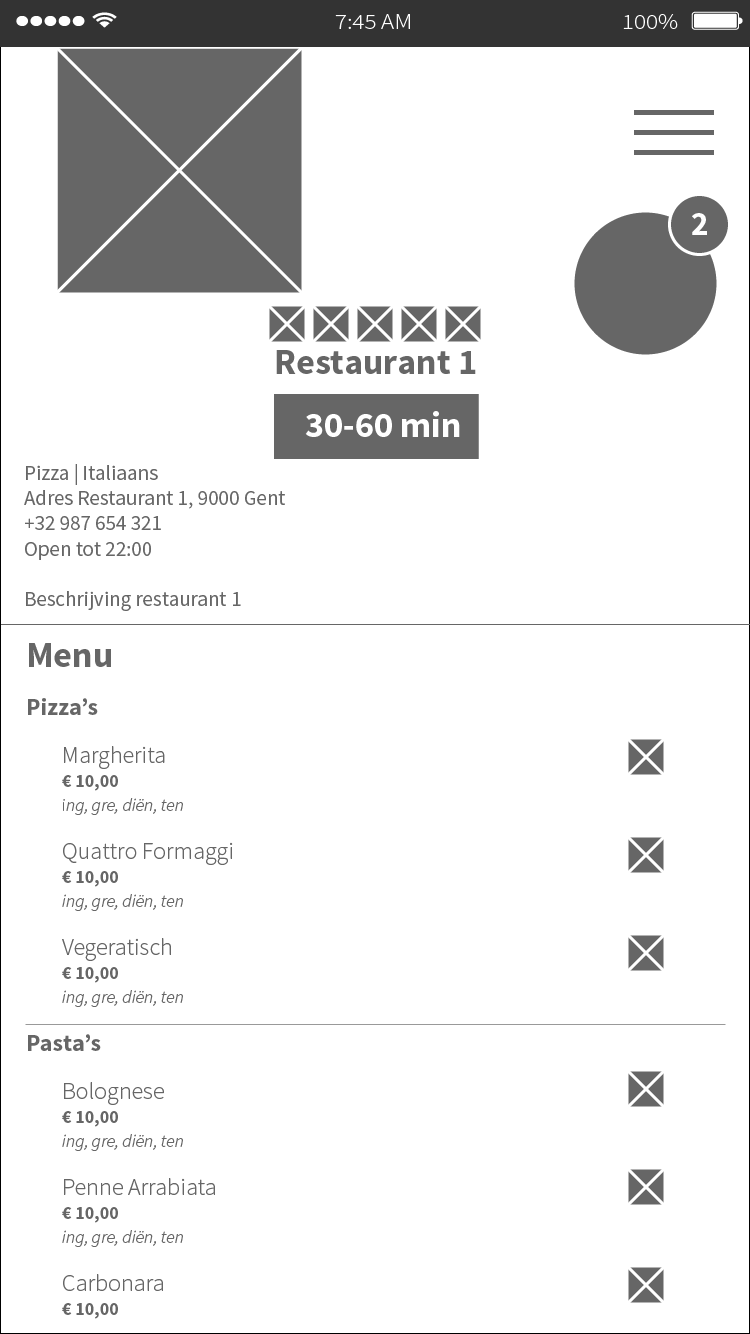 7:45 AM
100%
2
Restaurant 1
30-60 min
Pizza | Italiaans
Adres Restaurant 1, 9000 Gent
+32 987 654 321
Open tot 22:00
Beschrijving restaurant 1
Menu
Pizza’s
Margherita
€ 10,00
ing, gre, diën, ten
Quattro Formaggi
€ 10,00
ing, gre, diën, ten
Vegeratisch
€ 10,00
ing, gre, diën, ten
Pasta’s
Bolognese
€ 10,00
ing, gre, diën, ten
Penne Arrabiata
€ 10,00
ing, gre, diën, ten
Carbonara
€ 10,00